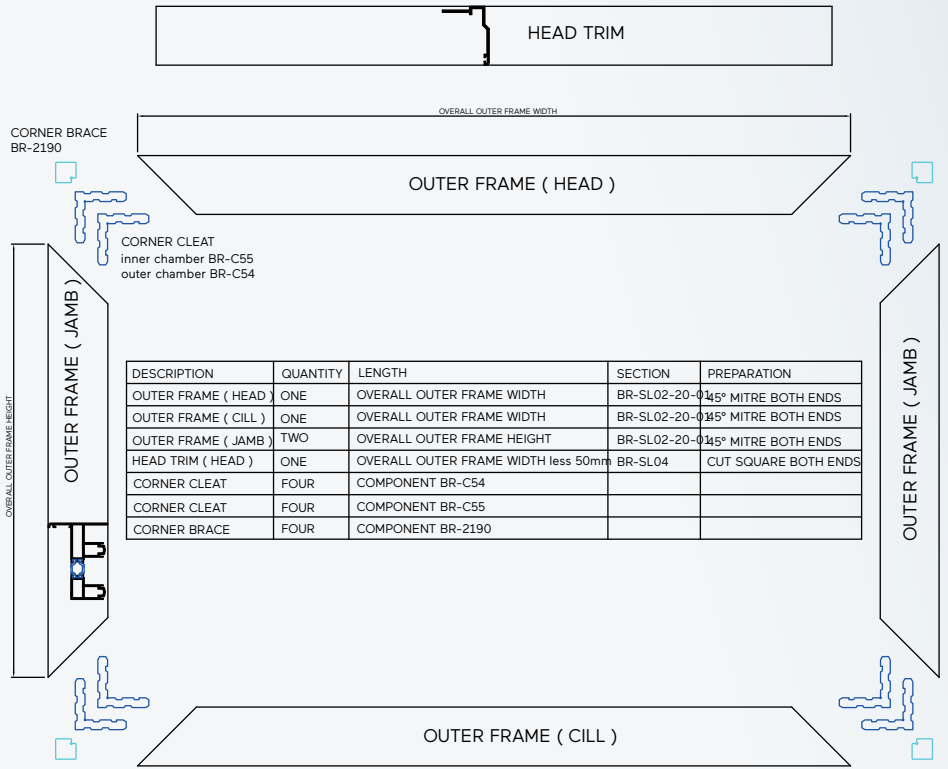 HEAD TRIM
OVERALL OUTER FRAME WIDTH
CORNER BRACE
BR-2190
OUTER FRAME ( HEAD )
CORNER CLEAT
inner chamber BR-C55
outer chamber BR-C54
OVERALL OUTER FRAME HEIGHT
OUTER FRAME ( JAMB )
DESCRIPTION QUANTITY LENGTH SECTION PREPARATION
OUTER FRAME ( HEAD ) ONE OVERALL OUTER FRAME WIDTH BR-SL02-20-01 45° MITRE BOTH ENDS
OUTER FRAME ( CILL ) ONE OVERALL OUTER FRAME WIDTH BR-SL02-20-01 45° MITRE BOTH ENDS
OUTER FRAME ( JAMB ) TWO OVERALL OUTER FRAME HEIGHT BR-SL02-20-01 45° MITRE BOTH ENDS
HEAD TRIM ( HEAD ) ONE OVERALL OUTER FRAME WIDTH less 50mm BR-SL04 CUT SQUARE BOTH ENDS
CORNER CLEAT FOUR COMPONENT BR-C54
CORNER CLEAT FOUR COMPONENT BR-C55
CORNER BRACE FOUR COMPONENT BR-2190
OUTER FRAME ( JAMB )
OUTER FRAME ( CILL )